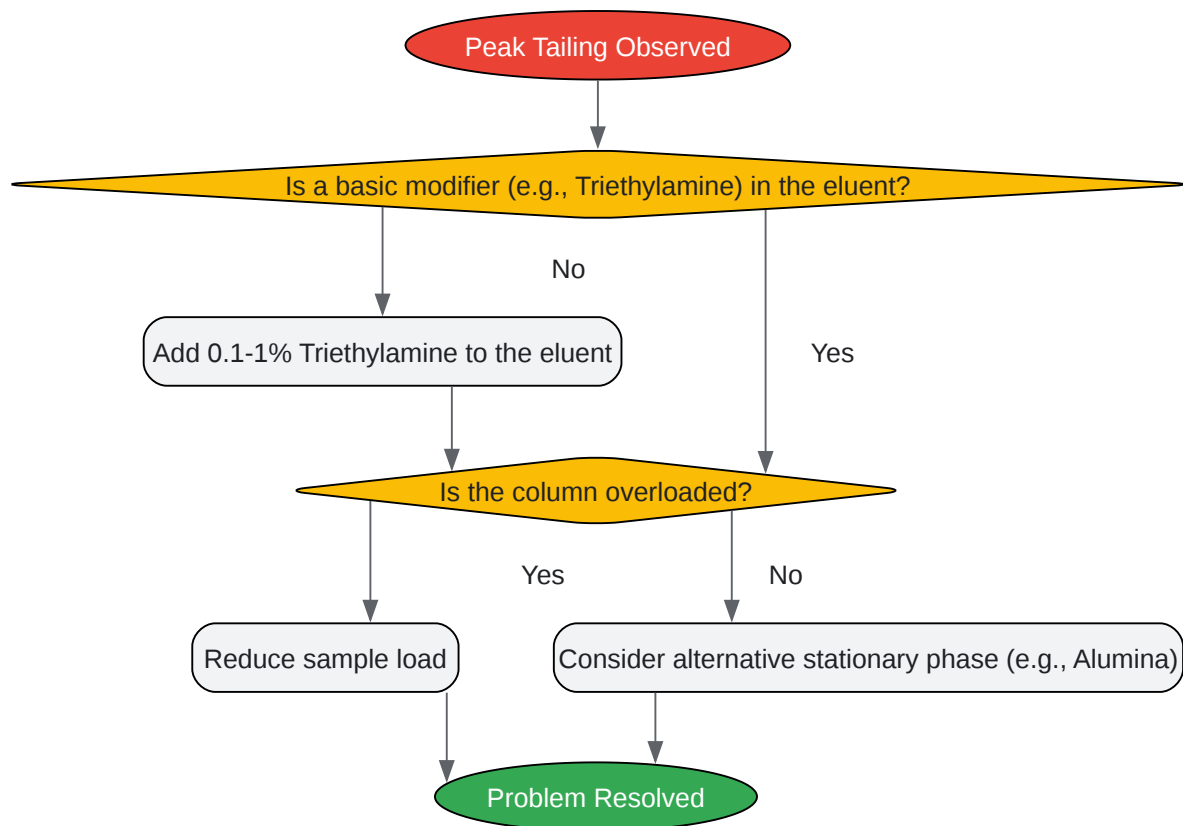 Peak Tailing Observed
Is a basic modifier (e.g., Triethylamine) in the eluent?
No
Add 0.1-1% Triethylamine to the eluent
Yes
Is the column overloaded?
Yes
No
Reduce sample load
Consider alternative stationary phase (e.g., Alumina)
Problem Resolved